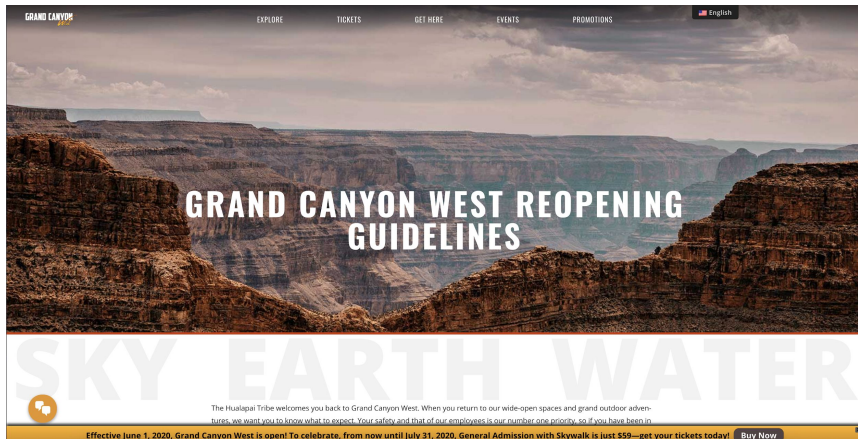 GRAND CANYON
West
EXPLORE TICKETS GET HERE EVENTS PROMOTIONS English
GRAND CANYON WEST REOPENING
GUIDELINES
SKY EARTH WATER
The Hualapai Tribe welcomes you back to Grand Canyon West. When you return to our wide-open spaces and grand outdoor adven-
tures, we want you to know what to expect. Your safety and that of our employees is our number one priority, so if you have been in
Effective June 1, 2020, Grand Canyon West is open! To celebrate, from now until July 31, 2020, General Admission with Skywalk is just $59—get your tickets today! Buy Now